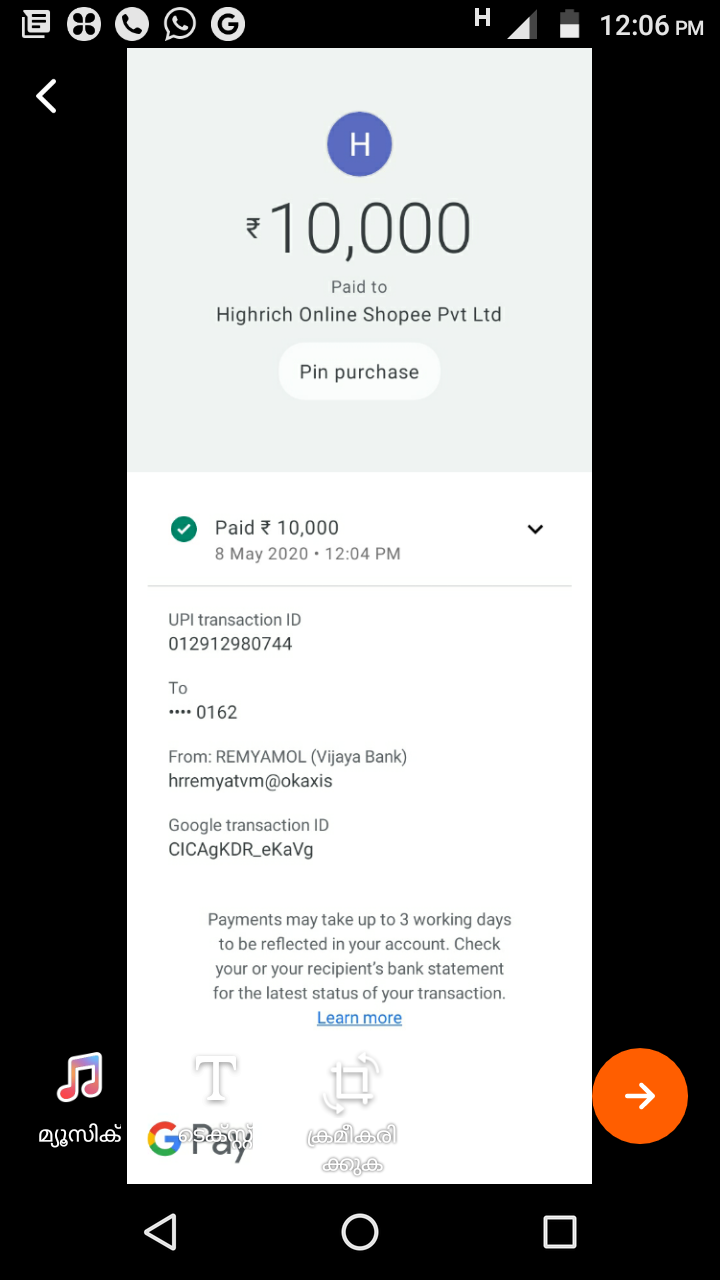 H
12:06 PM
H
₹10,000
Paid to
Highrich Online Shopee Pvt Ltd
Pin purchase
Paid ₹ 10,000
8 May 2020 • 12:04 PM
UPI transaction ID
012912980744
To
•••• 0162
From: REMYAMOL (Vijaya Bank)
hrremyatvm@okaxis
Google transaction ID
CICAgKDR_eKaVg
Payments may take up to 3 working days
to be reflected in your account. Check
your or your recipient's bank statement
for the latest status of your transaction.
Learn more
T
മ്യൂസിക്
G Pay
ടെക്സ്റ്റ്
ക്രമീകരി
ക്കുക